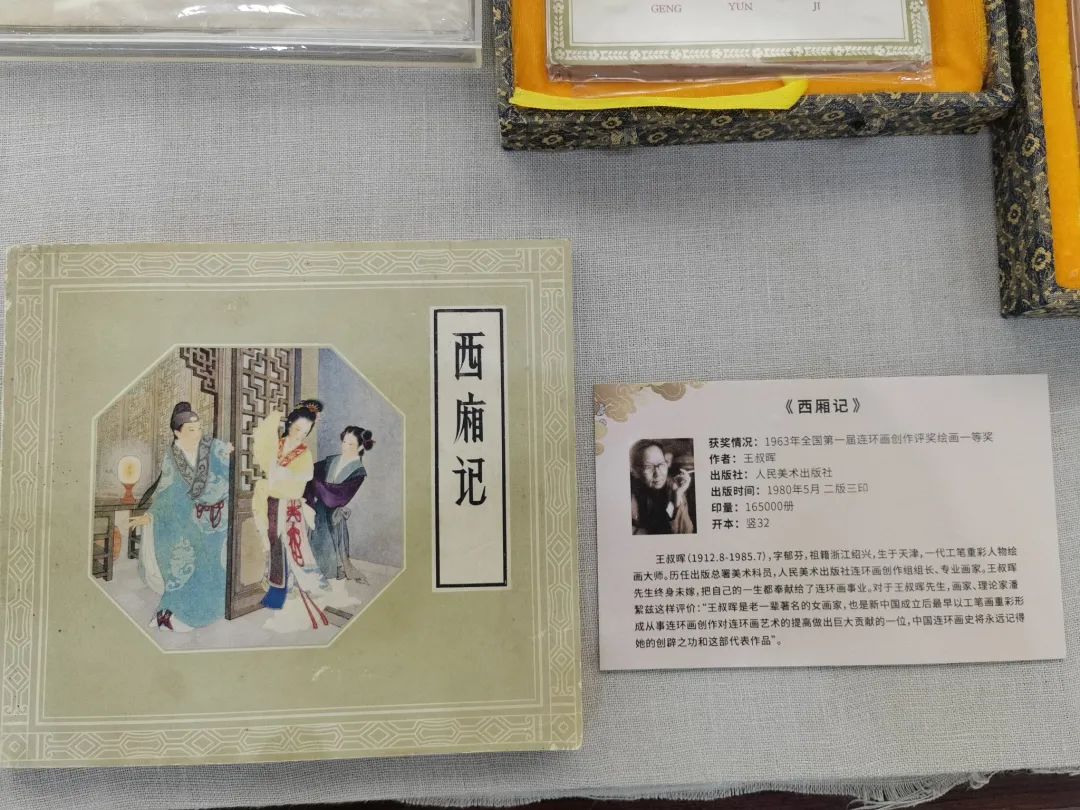 GENG YUN JI
西厢记
《西厢记》
获奖情况：1963年全国第一届连环画创作评奖绘画一等奖
作者：王叔晖
出版社：人民美术出版社
出版时间：1980年5月 二版三印
印量：165000册
开本：竖32
王叔晖（1912.8-1985.7），字郁芬，祖籍浙江绍兴，生于天津，一代工笔重彩人物绘
画大师。历任出版总署美术科员，人民美术出版社连环画创作组组长、专业画家。王叔晖
先生终身未嫁，把自己的一生都奉献给了连环画事业。对于王叔晖先生，画家、理论家潘
絜兹这样评价：“王叔晖是老一辈著名的女画家，也是新中国成立后最早以工笔画重彩形
成从事连环画创作对连环画艺术的提高做出巨大贡献的一位，中国连环画史将永远记得
她的创辟之功和这部代表作品”。